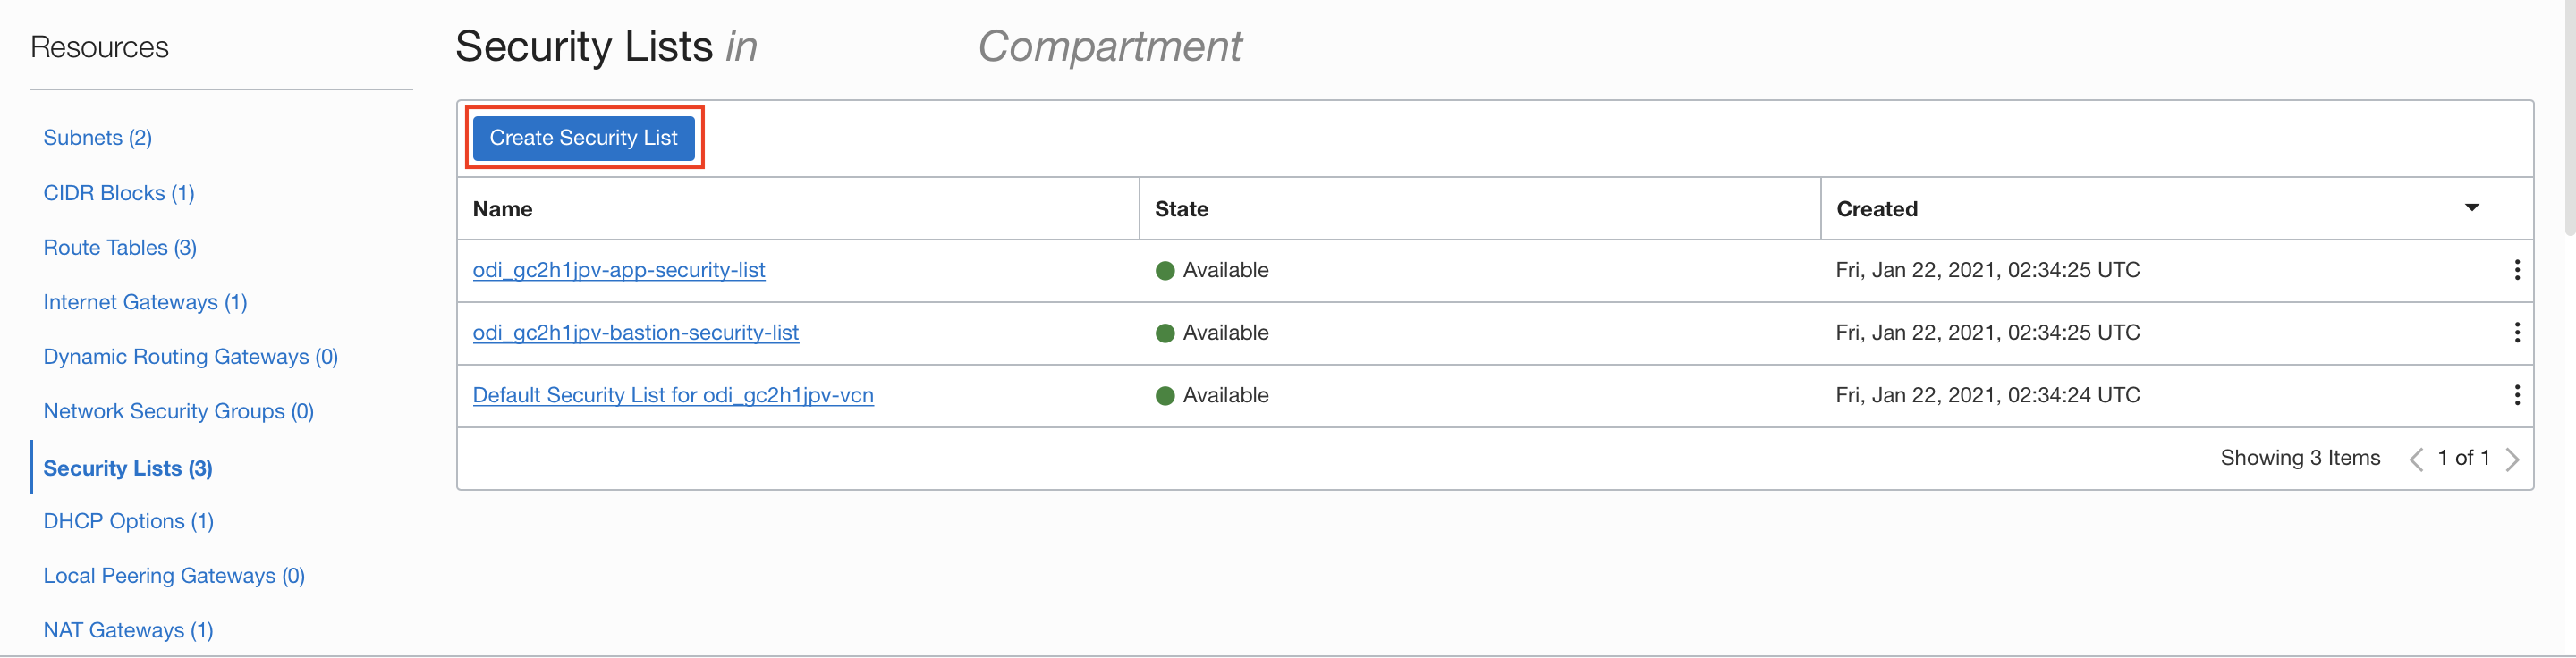 Resources
Subnets (2)
CIDR Blocks (1)
Route Tables (3)
Internet Gateways (1)
Dynamic Routing Gateways (0)
Network Security Groups (0)
Security Lists (3)
DHCP Options (1)
Local Peering Gateways (0)
NAT Gateways (1)
Security Lists in Compartment
Create Security List
Name State Created
odi_gc2h1jpv-app-security-list Available Fri, Jan 22, 2021, 02:34:25 UTC
odi_gc2h1jpv-bastion-security-list Available Fri, Jan 22, 2021, 02:34:25 UTC
Default Security List for odi_gc2h1jpv-vcn Available Fri, Jan 22, 2021, 02:34:24 UTC
Showing 3 Items 1 of 1